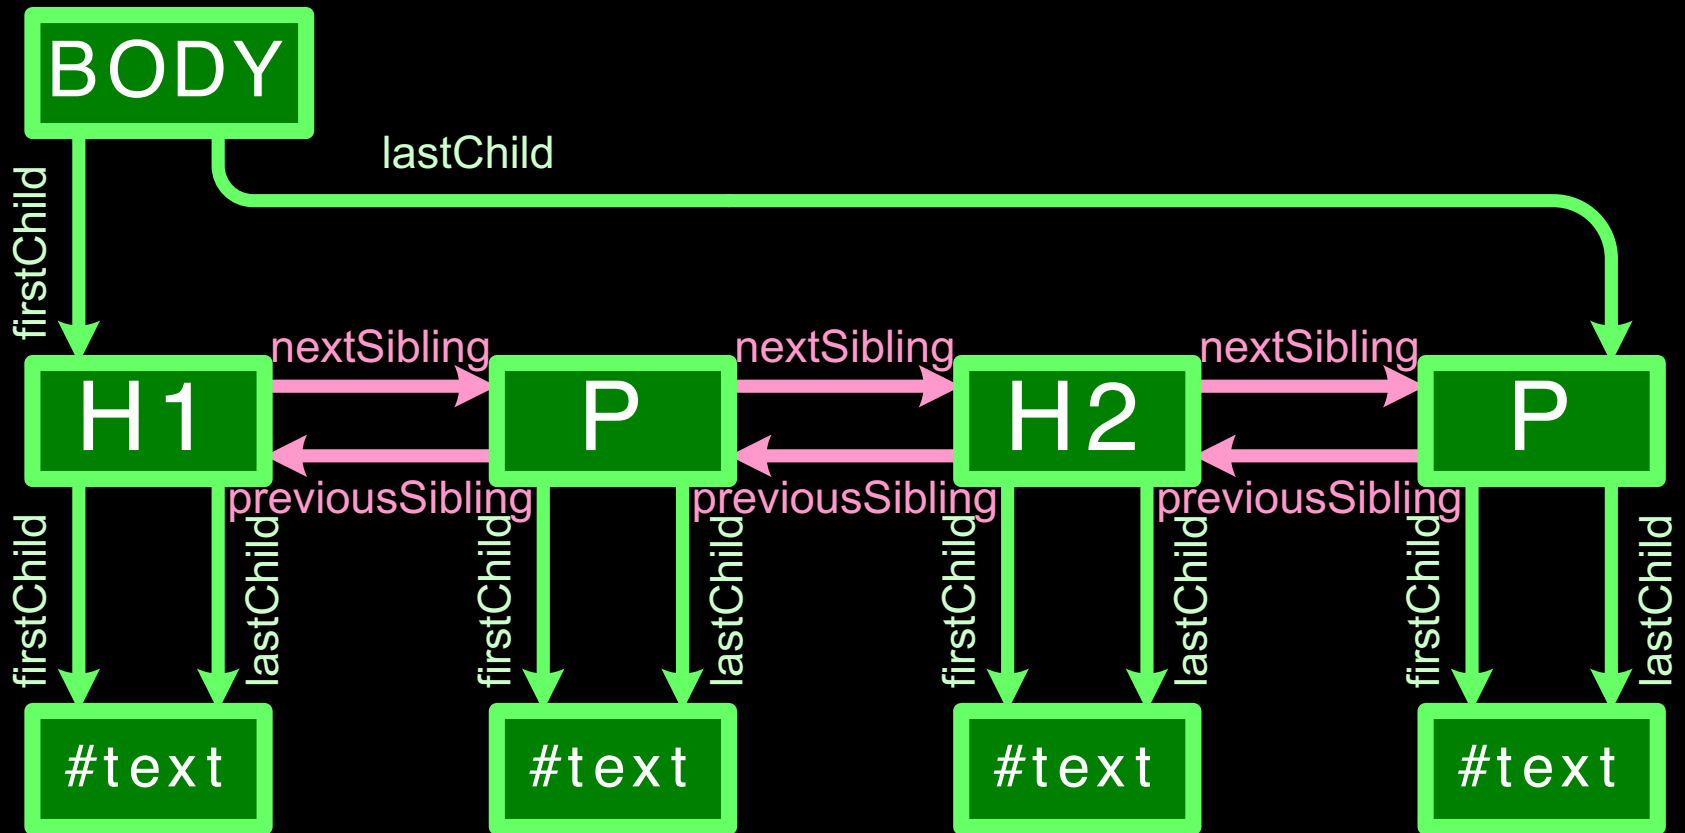 BODY
lastChild
firstChild
nextSibling nextSibling nextSibling
H1 P H2 P
previousSibling previousSibling previousSibling
firstChild lastChild firstChild lastChild firstChild lastChild firstChild lastChild
#text #text #text #text